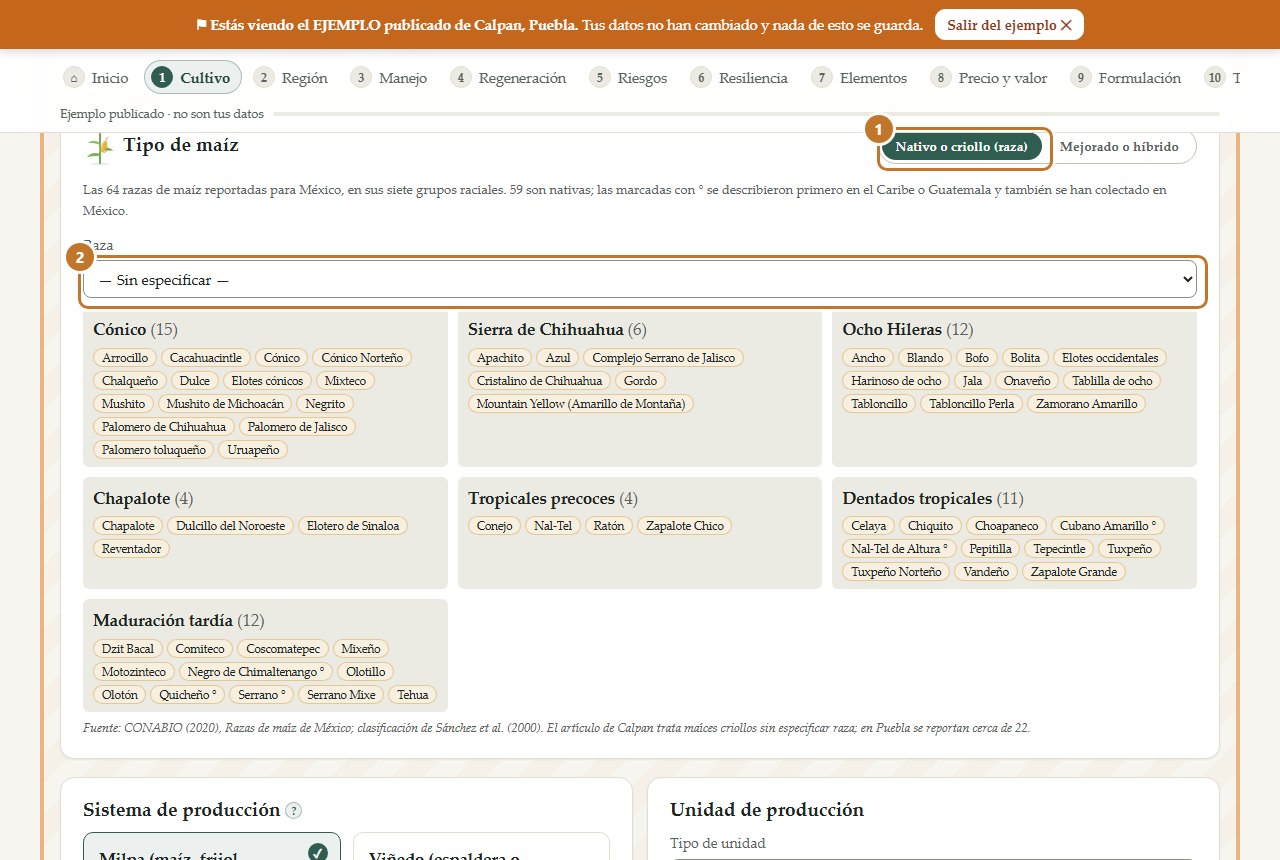 ⚑ Estás viendo el EJEMPLO publicado de Calpan, Puebla. Tus datos no han cambiado y nada de esto se guarda. Salir del ejemplo ✕
⌂ Inicio 1 Cultivo 2 Región 3 Manejo 4 Regeneración 5 Riesgos 6 Resiliencia 7 Elementos 8 Precio y valor 9 Formulación 10 T
Ejemplo publicado · no son tus datos
Tipo de maíz 1 Nativo o criollo (raza) Mejorado o híbrido
Las 64 razas de maíz reportadas para México, en sus siete grupos raciales. 59 son nativas; las marcadas con ° se describieron primero en el Caribe o Guatemala y también se han colectado en
México.
Raza
2 — Sin especificar —
Cónico (15)
Arrocillo Cacahuacintle Cónico Cónico Norteño
Chalqueño Dulce Elotes cónicos Mixteco
Mushito Mushito de Michoacán Negrito
Palomero de Chihuahua Palomero de Jalisco
Palomero toluqueño Uruapeño
Sierra de Chihuahua (6)
Apachito Azul Complejo Serrano de Jalisco
Cristalino de Chihuahua Gordo
Mountain Yellow (Amarillo de Montaña)
Ocho Hileras (12)
Ancho Blando Bofo Bolita Elotes occidentales
Harinoso de ocho Jala Onaveño Tablilla de ocho
Tabloncillo Tabloncillo Perla Zamorano Amarillo
Chapalote (4)
Chapalote Dulcillo del Noroeste Elotero de Sinaloa
Reventador
Tropicales precoces (4)
Conejo Nal-Tel Ratón Zapalote Chico
Dentados tropicales (11)
Celaya Chiquito Choapaneco Cubano Amarillo °
Nal-Tel de Altura ° Pepitilla Tepecintle Tuxpeño
Tuxpeño Norteño Vandeño Zapalote Grande
Maduración tardía (12)
Dzit Bacal Comiteco Coscomatepec Mixeño
Motozinteco Negro de Chimaltenango ° Olotillo
Olotón Quicheño ° Serrano ° Serrano Mixe Tehua
Fuente: CONABIO (2020), Razas de maíz de México; clasificación de Sánchez et al. (2000). El artículo de Calpan trata maíces criollos sin especificar raza; en Puebla se reportan cerca de 22.
Sistema de producción ?
Milpa (maíz, frijol,
Viñedo (espaldera o
Unidad de producción
Tipo de unidad